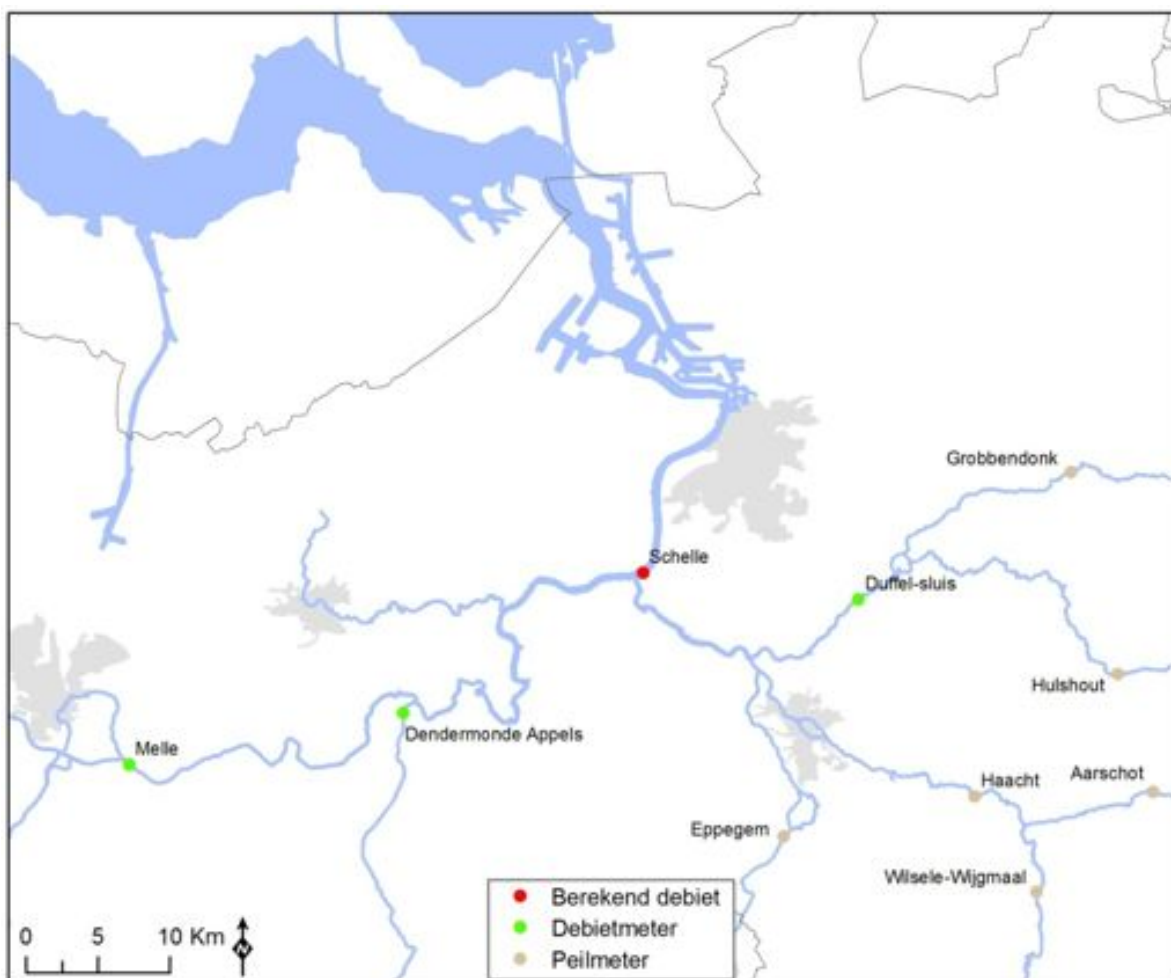 Grobbendonk
Schelle
Duffel-sluis
Hulshout
Dendermonde Appels
Melle
Haacht
Aarschot
Eppegem
Wilsele-Wijgmaal
Berekend debiet
Debietmeter
Peilmeter
0 5 10 Km
N